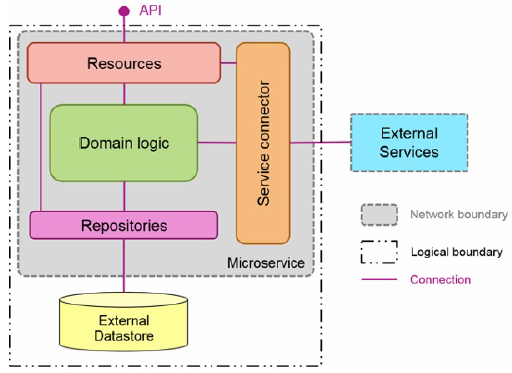 API
Resources
Domain logic
Service connector
External
Services
Repositories
Microservice
External
Datastore
Network boundary
Logical boundary
Connection